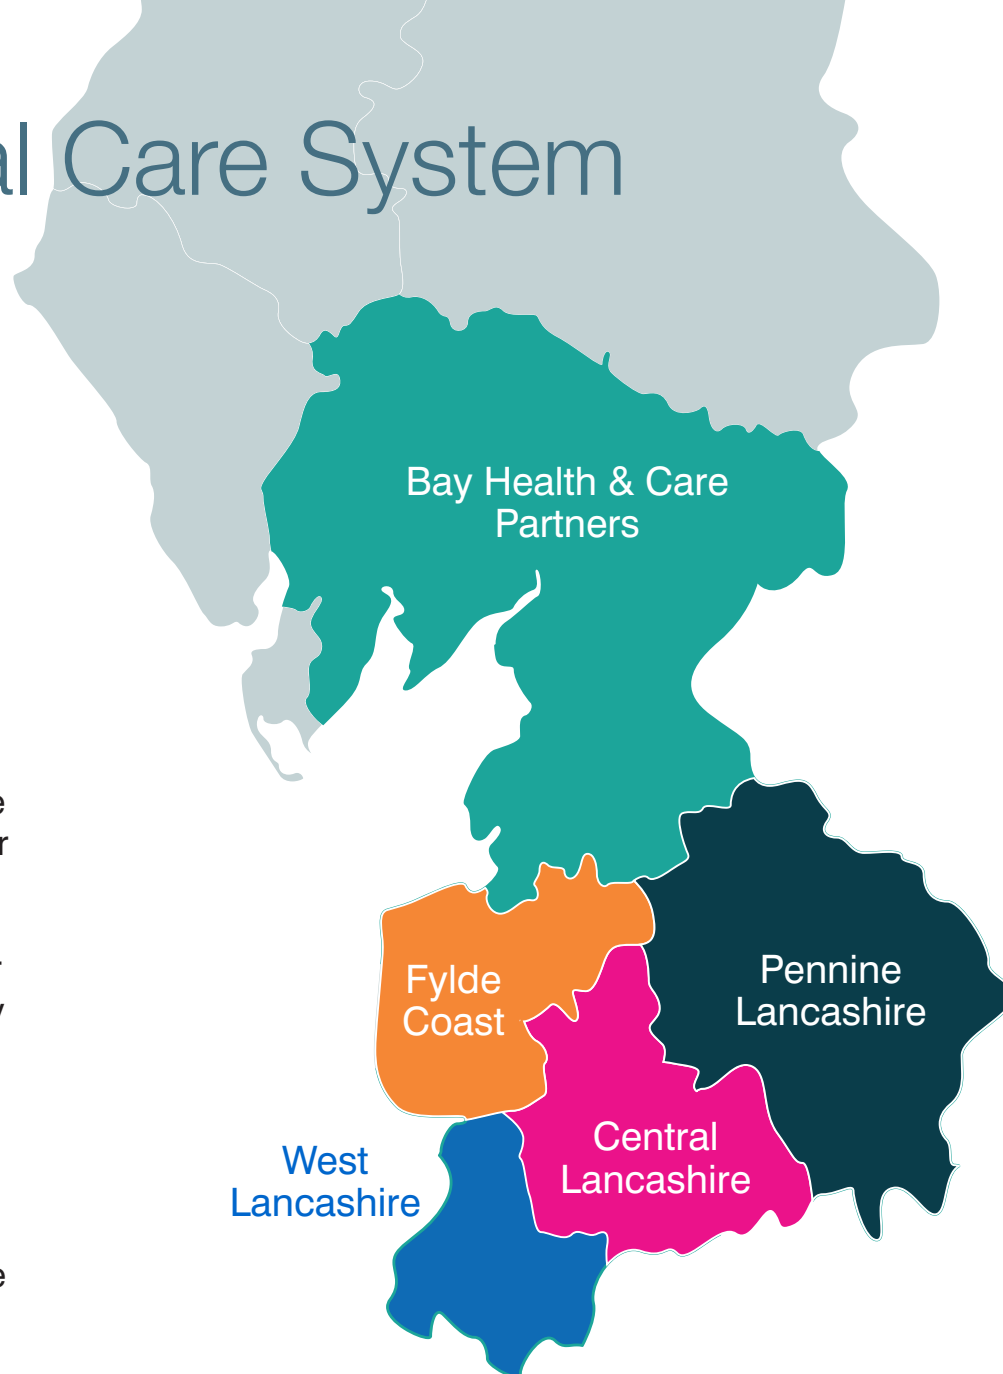 al Care System
Bay Health & Care
Partners
e
r
y
Fylde
Coast
Pennine
Lancashire
Central
Lancashire
West
Lancashire
e